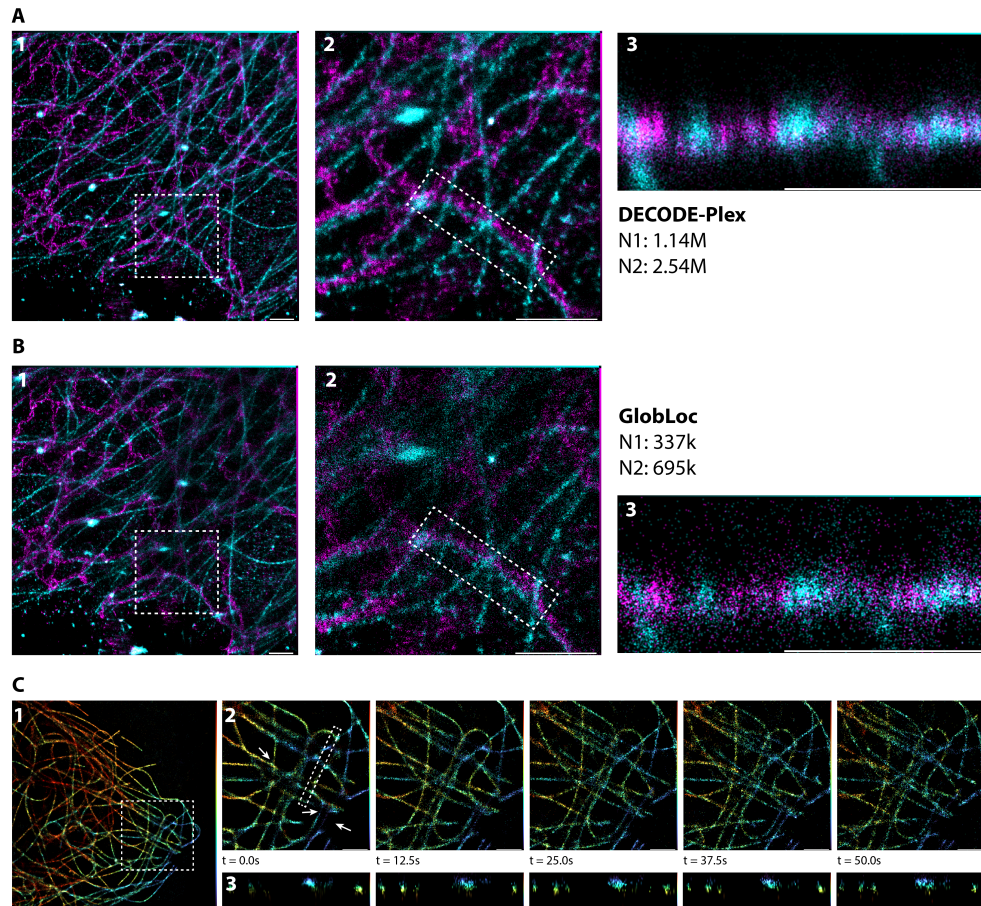 A
1
2
3
DECODE-Plex
N1: 1.14M
N2: 2.54M
B
1
2
GlobLoc
N1: 337k
N2: 695k
3
C
1
2
t = 0.0s
t = 12.5s
t = 25.0s
t = 37.5s
t = 50.0s
3